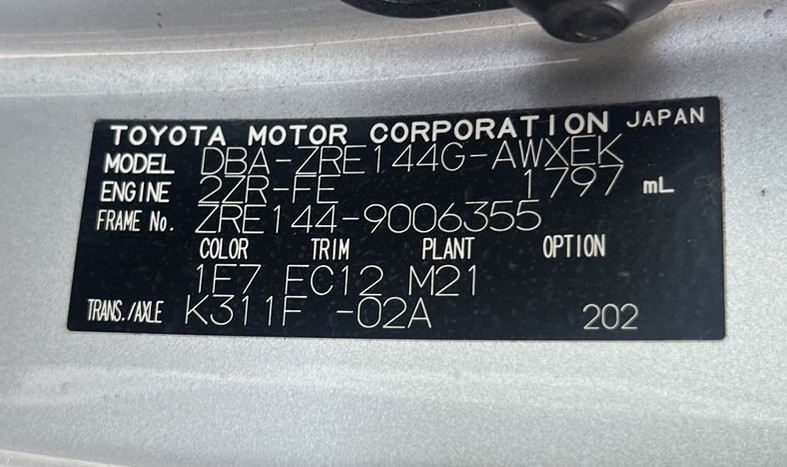 TOYOTA MOTOR CORPORATION JAPAN
MODEL DBA-ZRE144G-AWXEK
ENGINE 2ZR-FE 1797 mL
FRAME No. ZRE144-9006355
COLOR TRIM PLANT OPTION
1F7 FC12 M21
TRANS./AXLE K311F -02A 202